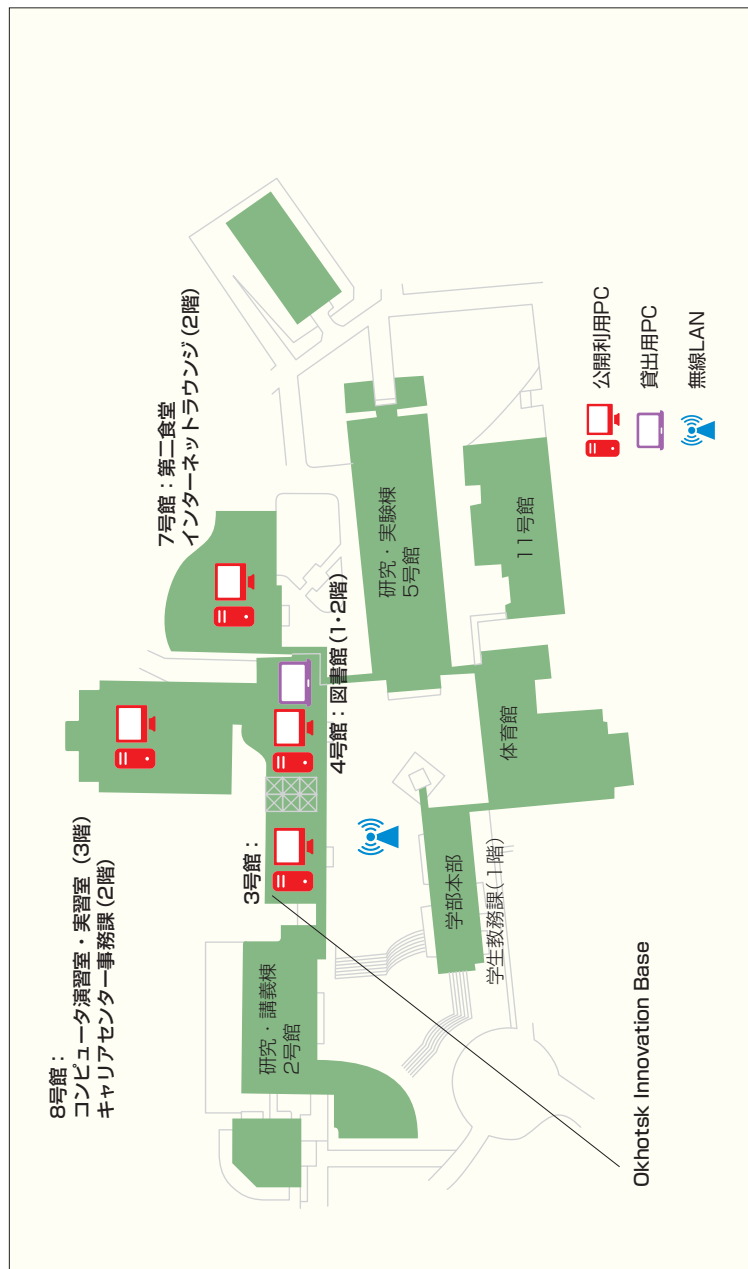 8号館：
コンピュータ演習室・実習室（3階）
キャリアセンター事務課（2階）
7号館：第二食堂
インターネットラウンジ（2階）
3号館：
4号館：図書館（1・2階）
研究・講義棟
2号館
研究・実験棟
5号館
学部本部
学生教務課（1階）
体育館
11号館
Okhotsk Innovation Base
公開利用PC
貸出用PC
無線LAN